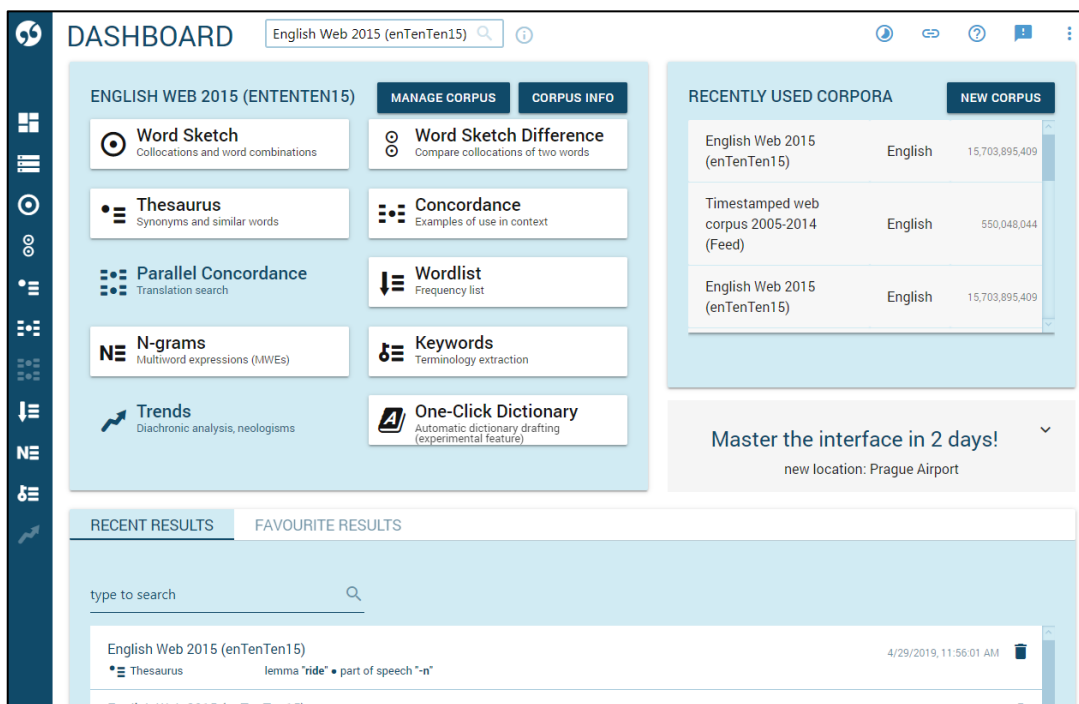 DASHBOARD
English Web 2015 (enTenTen15)
ENGLISH WEB 2015 (ENTENTEN15)
MANAGE CORPUS
CORPUS INFO
Word Sketch
Collocations and word combinations
Word Sketch Difference
Compare collocations of two words
Thesaurus
Synonyms and similar words
Concordance
Examples of use in context
Parallel Concordance
Translation search
Wordlist
Frequency list
N-grams
Multiword expressions (MWEs)
Keywords
Terminology extraction
Trends
Diachronic analysis, neologisms
One-Click Dictionary
Automatic dictionary drafting
(experimental feature)
RECENTLY USED CORPORA
NEW CORPUS
English Web 2015
(enTenTen15)
English
15,703,895,409
Timestamped web
corpus 2005-2014
(Feed)
English
550,048,044
English Web 2015
(enTenTen15)
English
15,703,895,409
Master the interface in 2 days!
new location: Prague Airport
RECENT RESULTS
FAVOURITE RESULTS
type to search
English Web 2015 (enTenTen15)
Thesaurus
lemma "ride" ● part of speech "-n"
4/29/2019, 11:56:01 AM